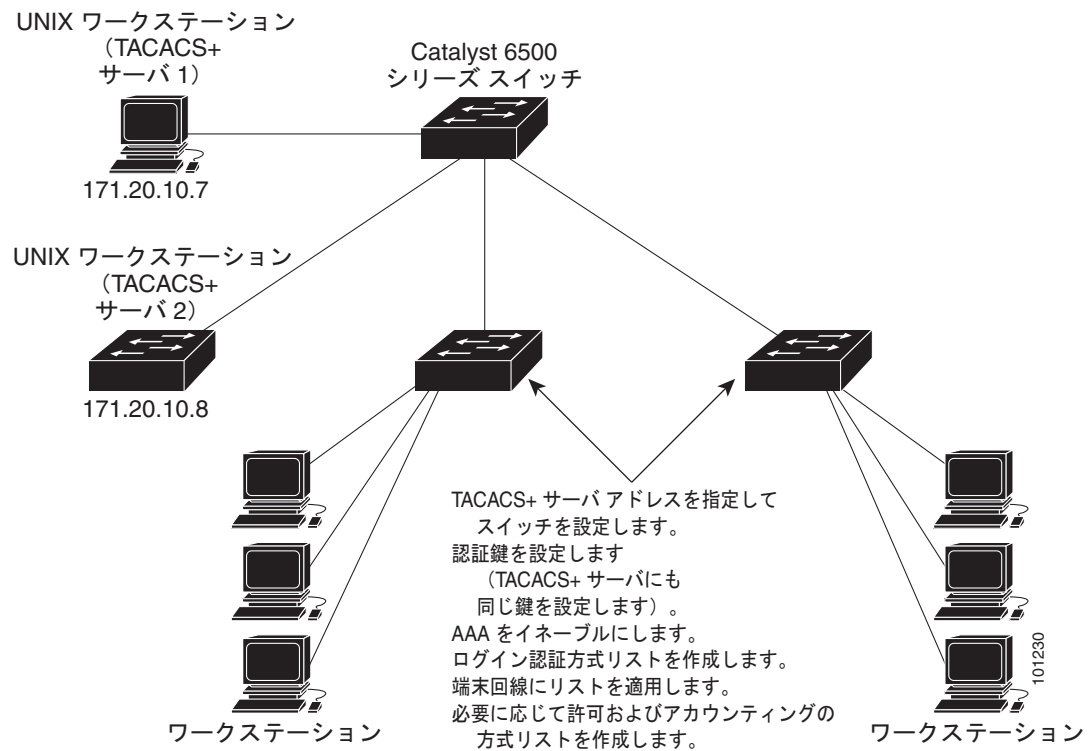 UNIX ワークステーション
（TACACS+
サーバ 1）
Catalyst 6500
シリーズ スイッチ
171.20.10.7
UNIX ワークステーション
（TACACS+
サーバ 2）
171.20.10.8
TACACS+ サーバ アドレスを指定して
スイッチを設定します。
認証鍵を設定します
（TACACS+ サーバにも
同じ鍵を設定します）。
AAA をイネーブルにします。
ログイン認証方式リストを作成します。
端末回線にリストを適用します。
必要に応じて許可およびアカウンティングの
方式リストを作成します。
ワークステーション
ワークステーション
101230